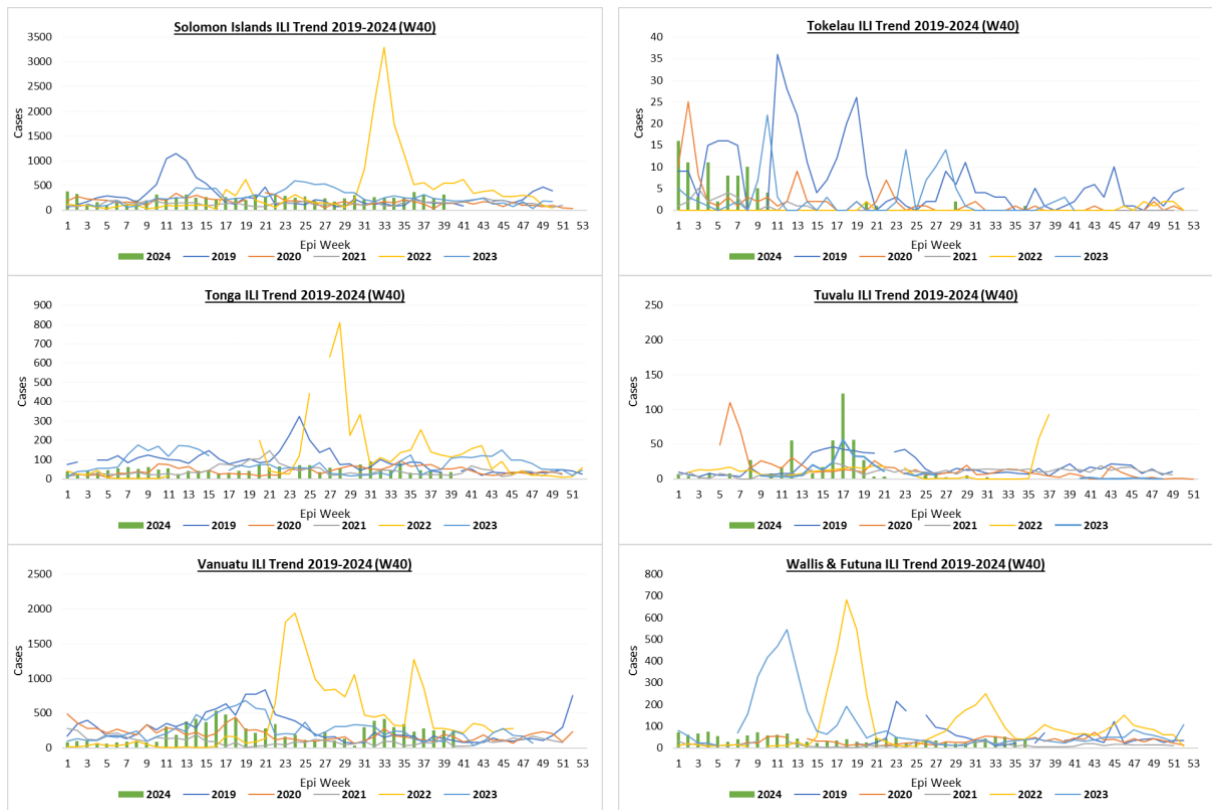 Solomon Islands ILI Trend 2019-2024 (W40)
3500
3000
2500
2000
1500
1000
500
0
Cases
1 3 5 7 9 11 13 15 17 19 21 23 25 27 29 31 33 35 37 39 41 43 45 47 49 51 53
Epi Week
2024 2019 2020 2021 2022 2023
Tokelau ILI Trend 2019-2024 (W40)
40
35
30
25
20
15
10
5
0
Cases
1 3 5 7 9 11 13 15 17 19 21 23 25 27 29 31 33 35 37 39 41 43 45 47 49 51 53
Epi Week
2024 2019 2020 2021 2022 2023
Tonga ILI Trend 2019-2024 (W40)
900
800
700
600
500
400
300
200
100
0
Cases
1 3 5 7 9 11 13 15 17 19 21 23 25 27 29 31 33 35 37 39 41 43 45 47 49 51
Epi Week
2024 2019 2020 2021 2022 2023
Tuvalu ILI Trend 2019-2024 (W40)
250
200
150
100
50
0
Cases
1 3 5 7 9 11 13 15 17 19 21 23 25 27 29 31 33 35 37 39 41 43 45 47 49 51
Epi Week
2024 2019 2020 2021 2022 2023
Vanuatu ILI Trend 2019-2024 (W40)
2500
2000
1500
1000
500
0
Cases
1 3 5 7 9 11 13 15 17 19 21 23 25 27 29 31 33 35 37 39 41 43 45 47 49 51 53
Epi Week
2024 2019 2020 2021 2022 2023
Wallis & Futuna ILI Trend 2019-2024 (W40)
800
700
600
500
400
300
200
100
0
Cases
1 3 5 7 9 11 13 15 17 19 21 23 25 27 29 31 33 35 37 39 41 43 45 47 49 51 53
Epi Week
2024 2019 2020 2021 2022 2023